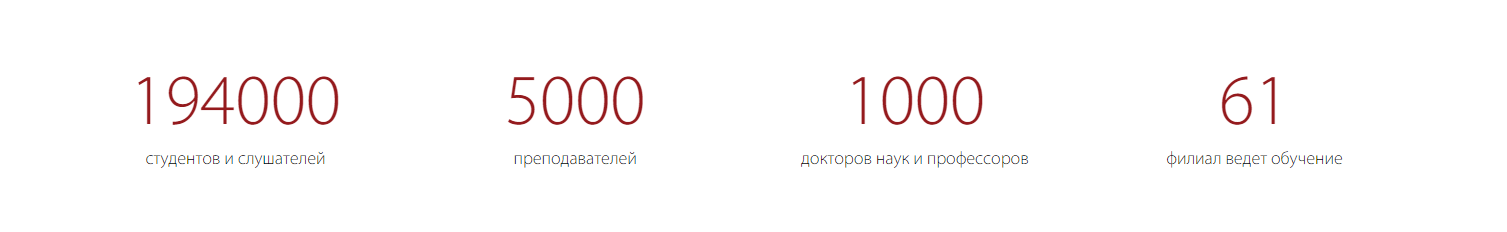 194000
студентов и слушателей
5000
преподавателей
1000
докторов наук и профессоров
61
филиал ведет обучение